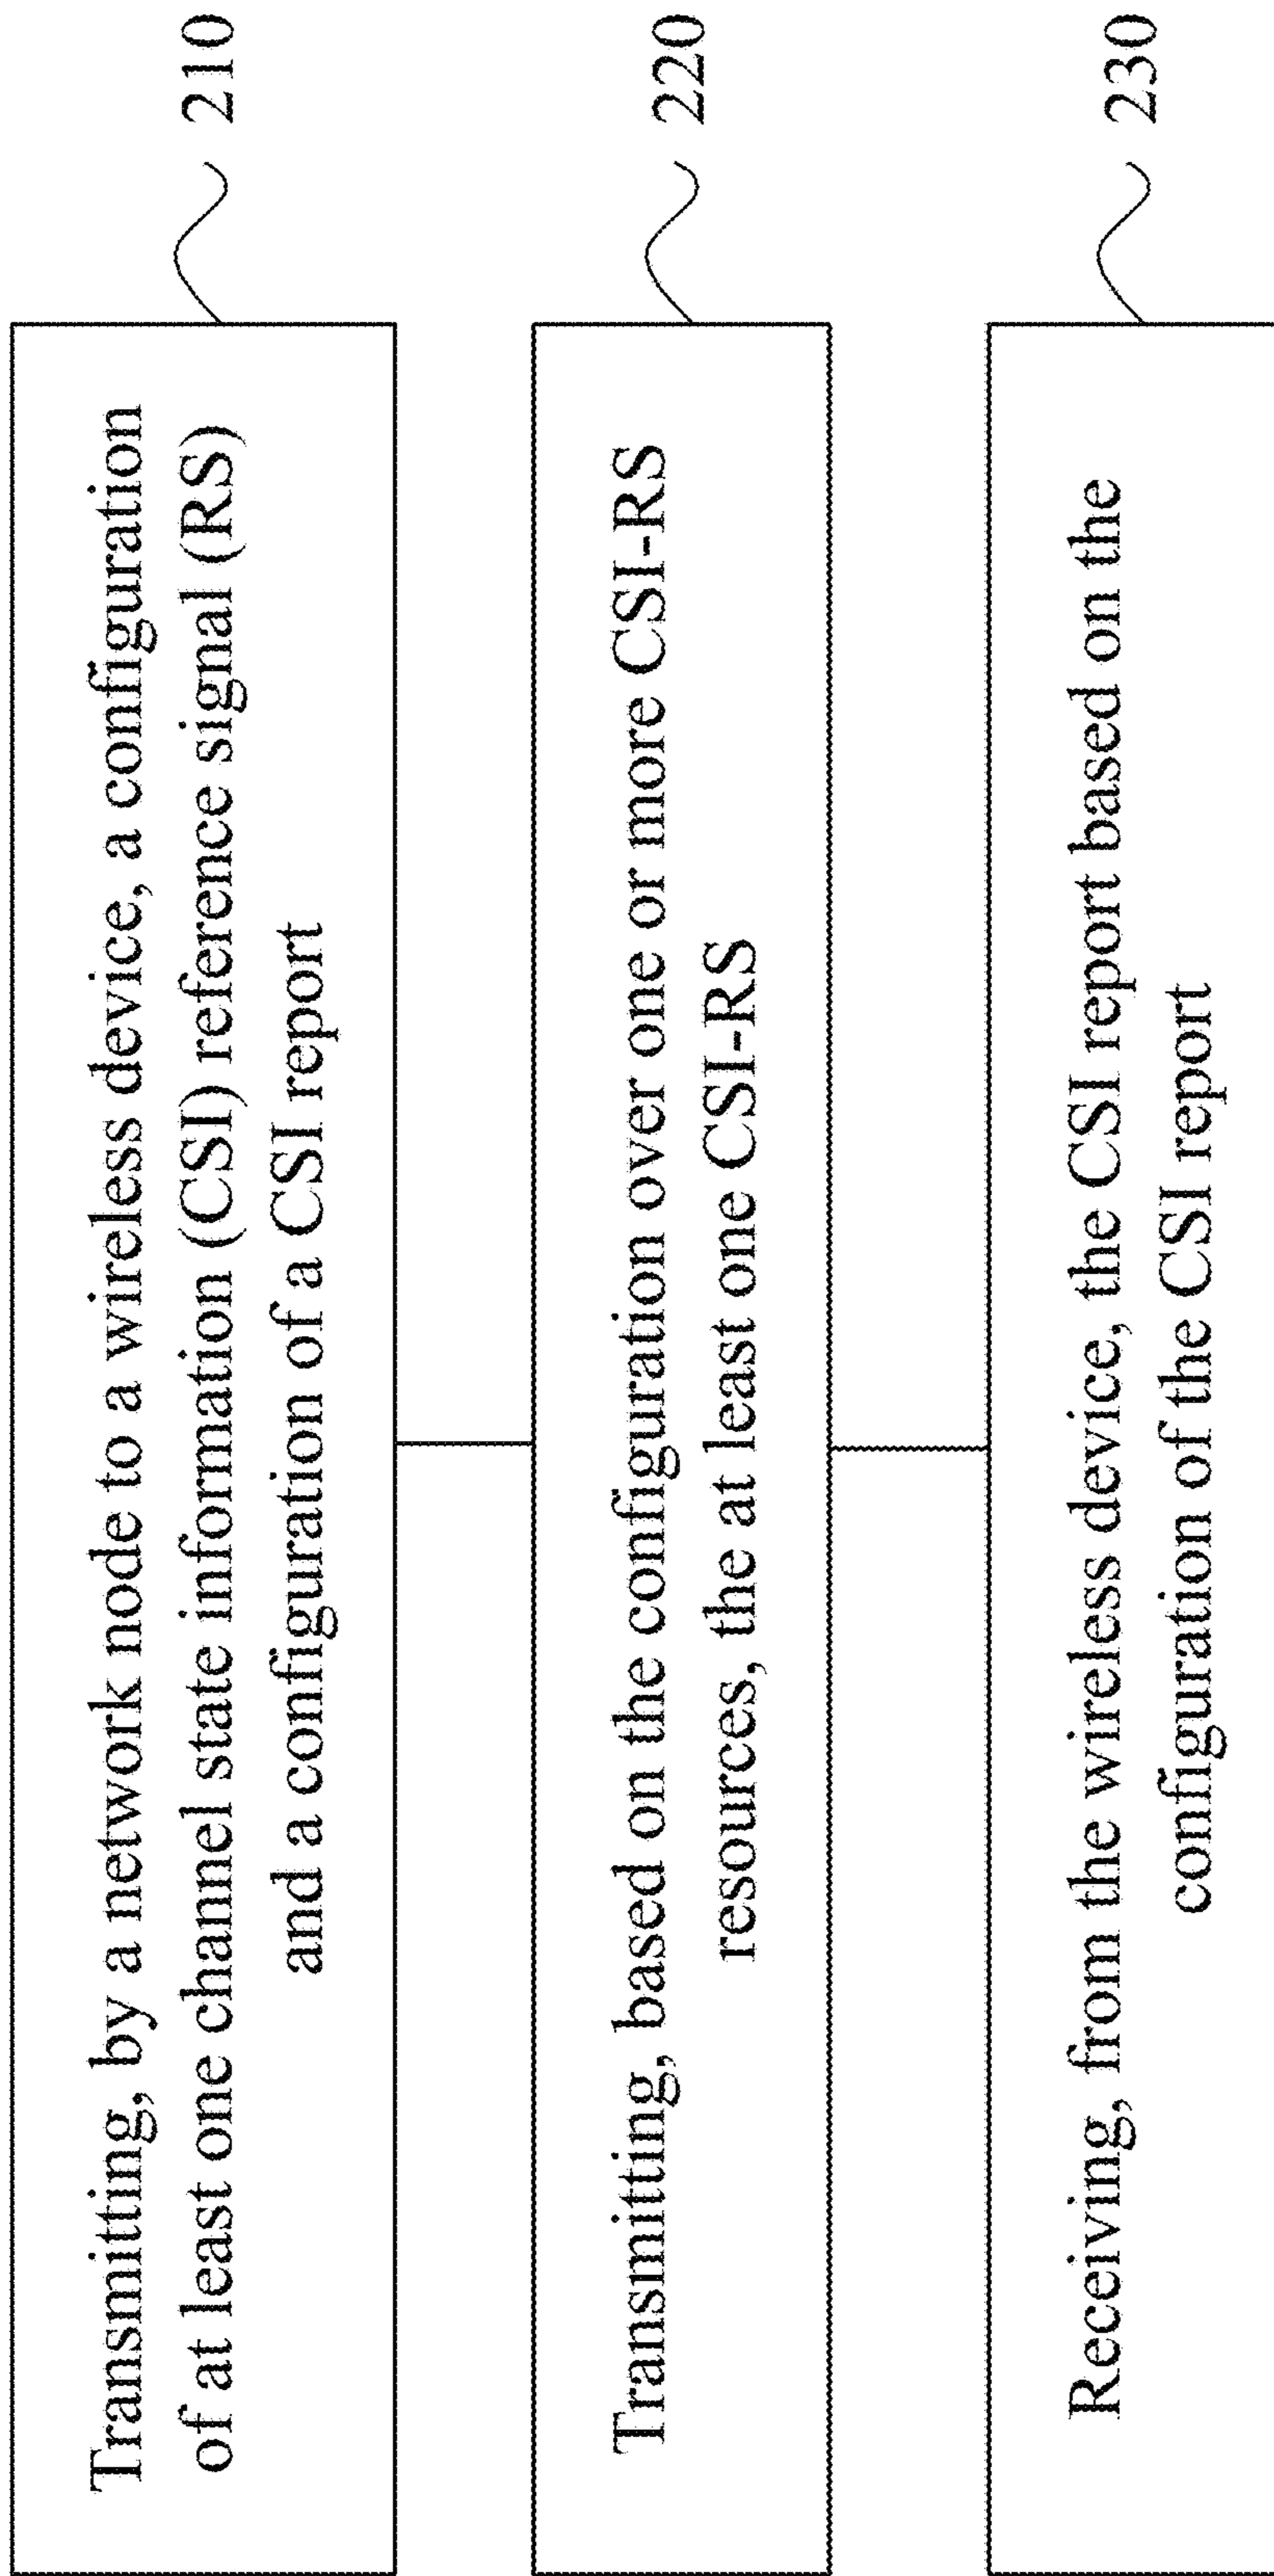 Transmitting, by a network node to a wireless device, a configuration
of at least one channel state information (CSI) reference signal (RS)
and a configuration of a CSI report
210
Transmitting, based on the configuration over one or more CSI-RS
resources, the at least one CSI-RS
220
Receiving, from the wireless device, the CSI report based on the
configuration of the CSI report
230